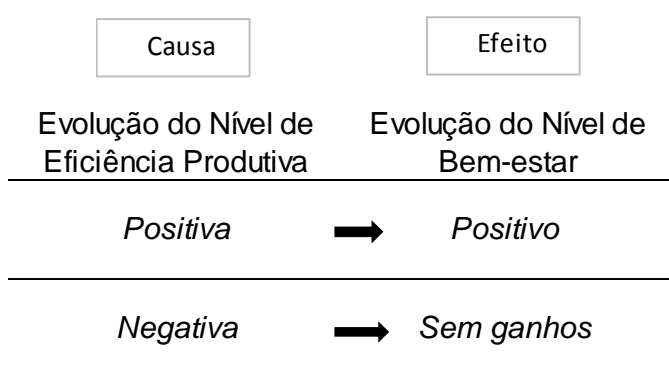 Causa Efeito
Evolução do Nível de Evolução do Nível de
Eficiência Produtiva Bem-estar
Positiva Positivo
Negativa Sem ganhos